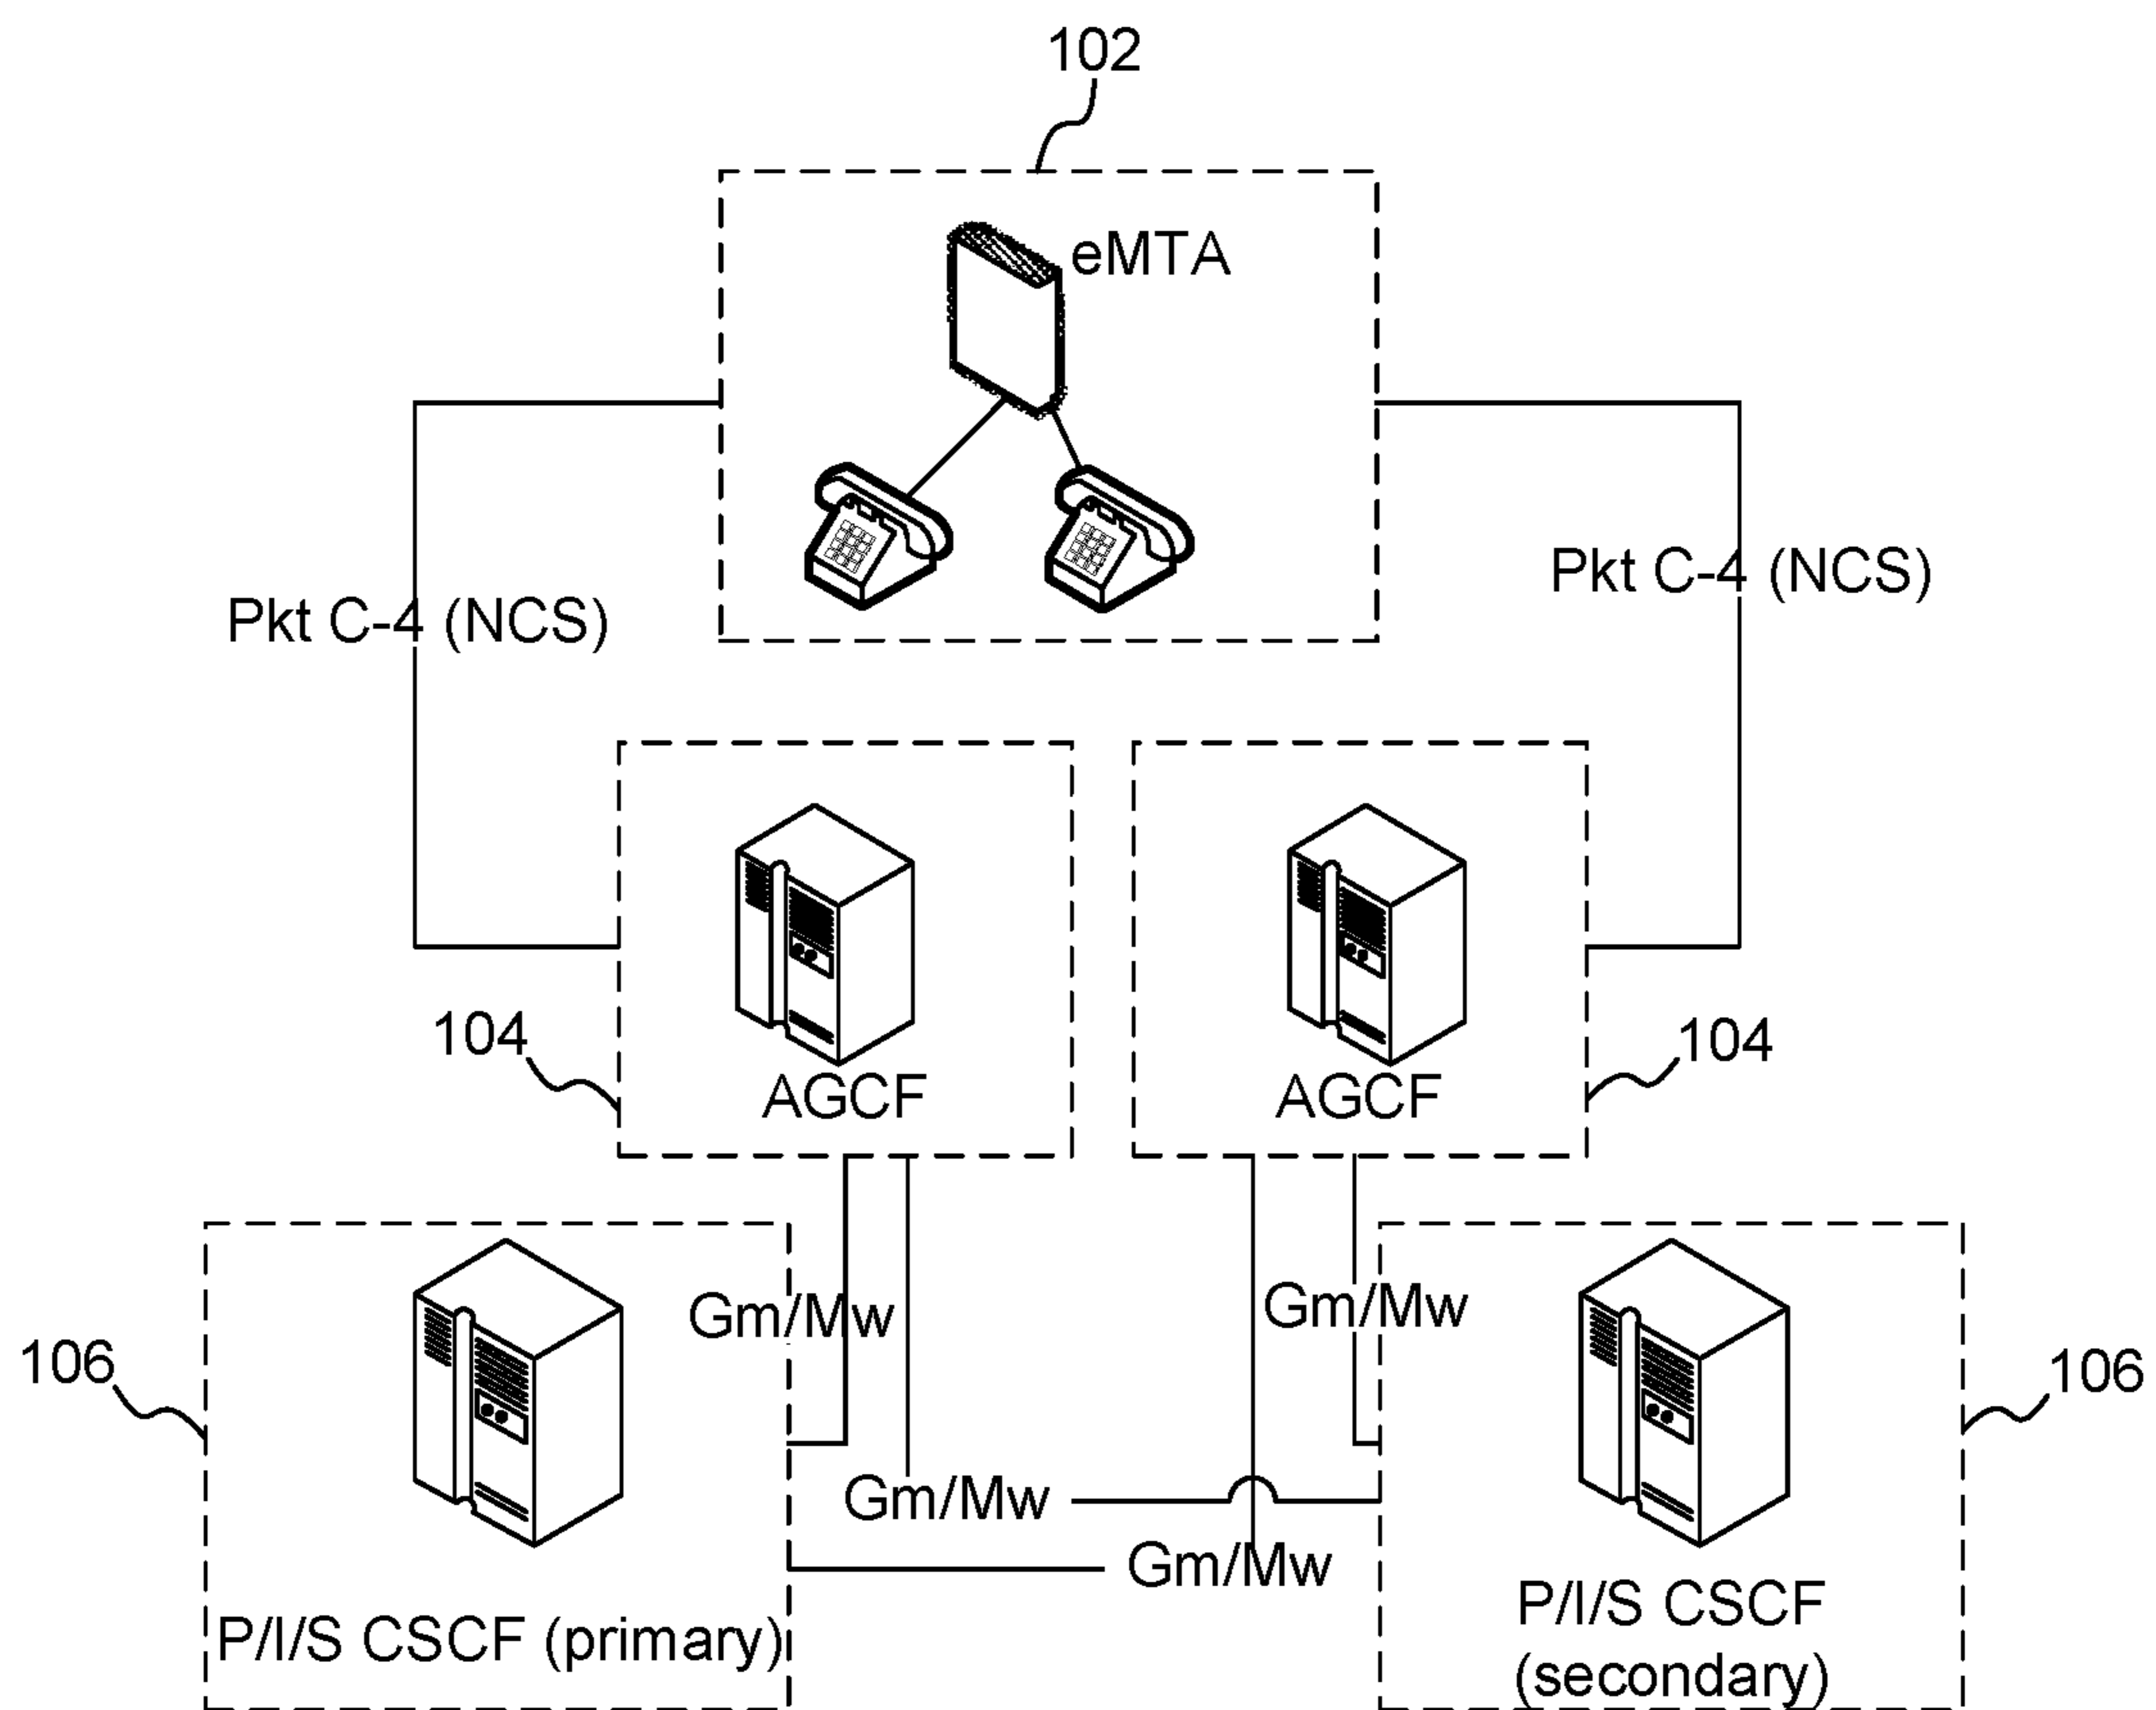 102
eMTA
Pkt C-4 (NCS)
Pkt C-4 (NCS)
104
104
AGCF
AGCF
Gm/Mw
Gm/Mw
106
106
Gm/Mw
Gm/Mw
P/I/S CSCF (primary)
P/I/S CSCF
(secondary)